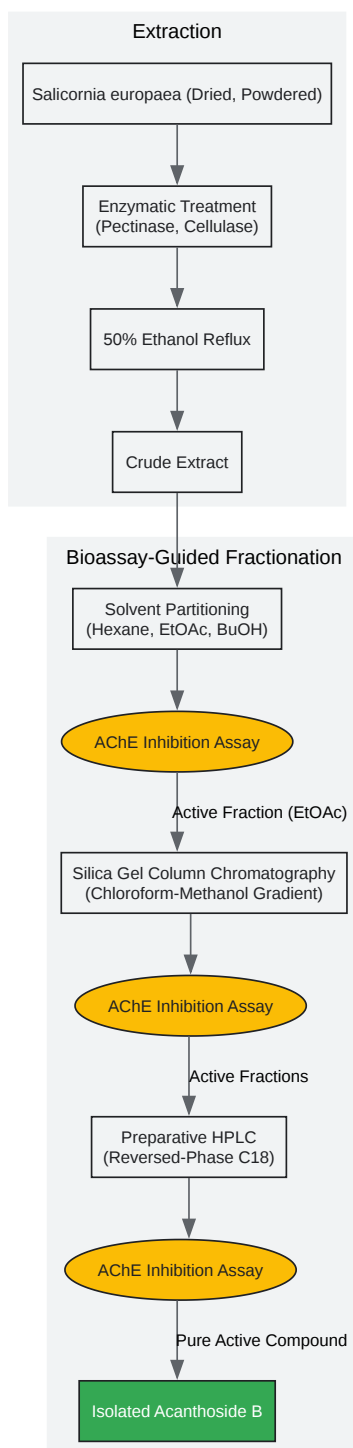 Extraction
Salicornia europaea (Dried, Powdered)
Enzymatic Treatment
(Pectinase, Cellulase)
50% Ethanol Reflux
Crude Extract
Bioassay-Guided Fractionation
Solvent Partitioning
(Hexane, EtOAc, BuOH)
AChE Inhibition Assay
Active Fraction (EtOAc)
Silica Gel Column Chromatography
(Chloroform-Methanol Gradient)
AChE Inhibition Assay
Active Fractions
Preparative HPLC
(Reversed-Phase C18)
AChE Inhibition Assay
Pure Active Compound
Isolated Acanthoside B